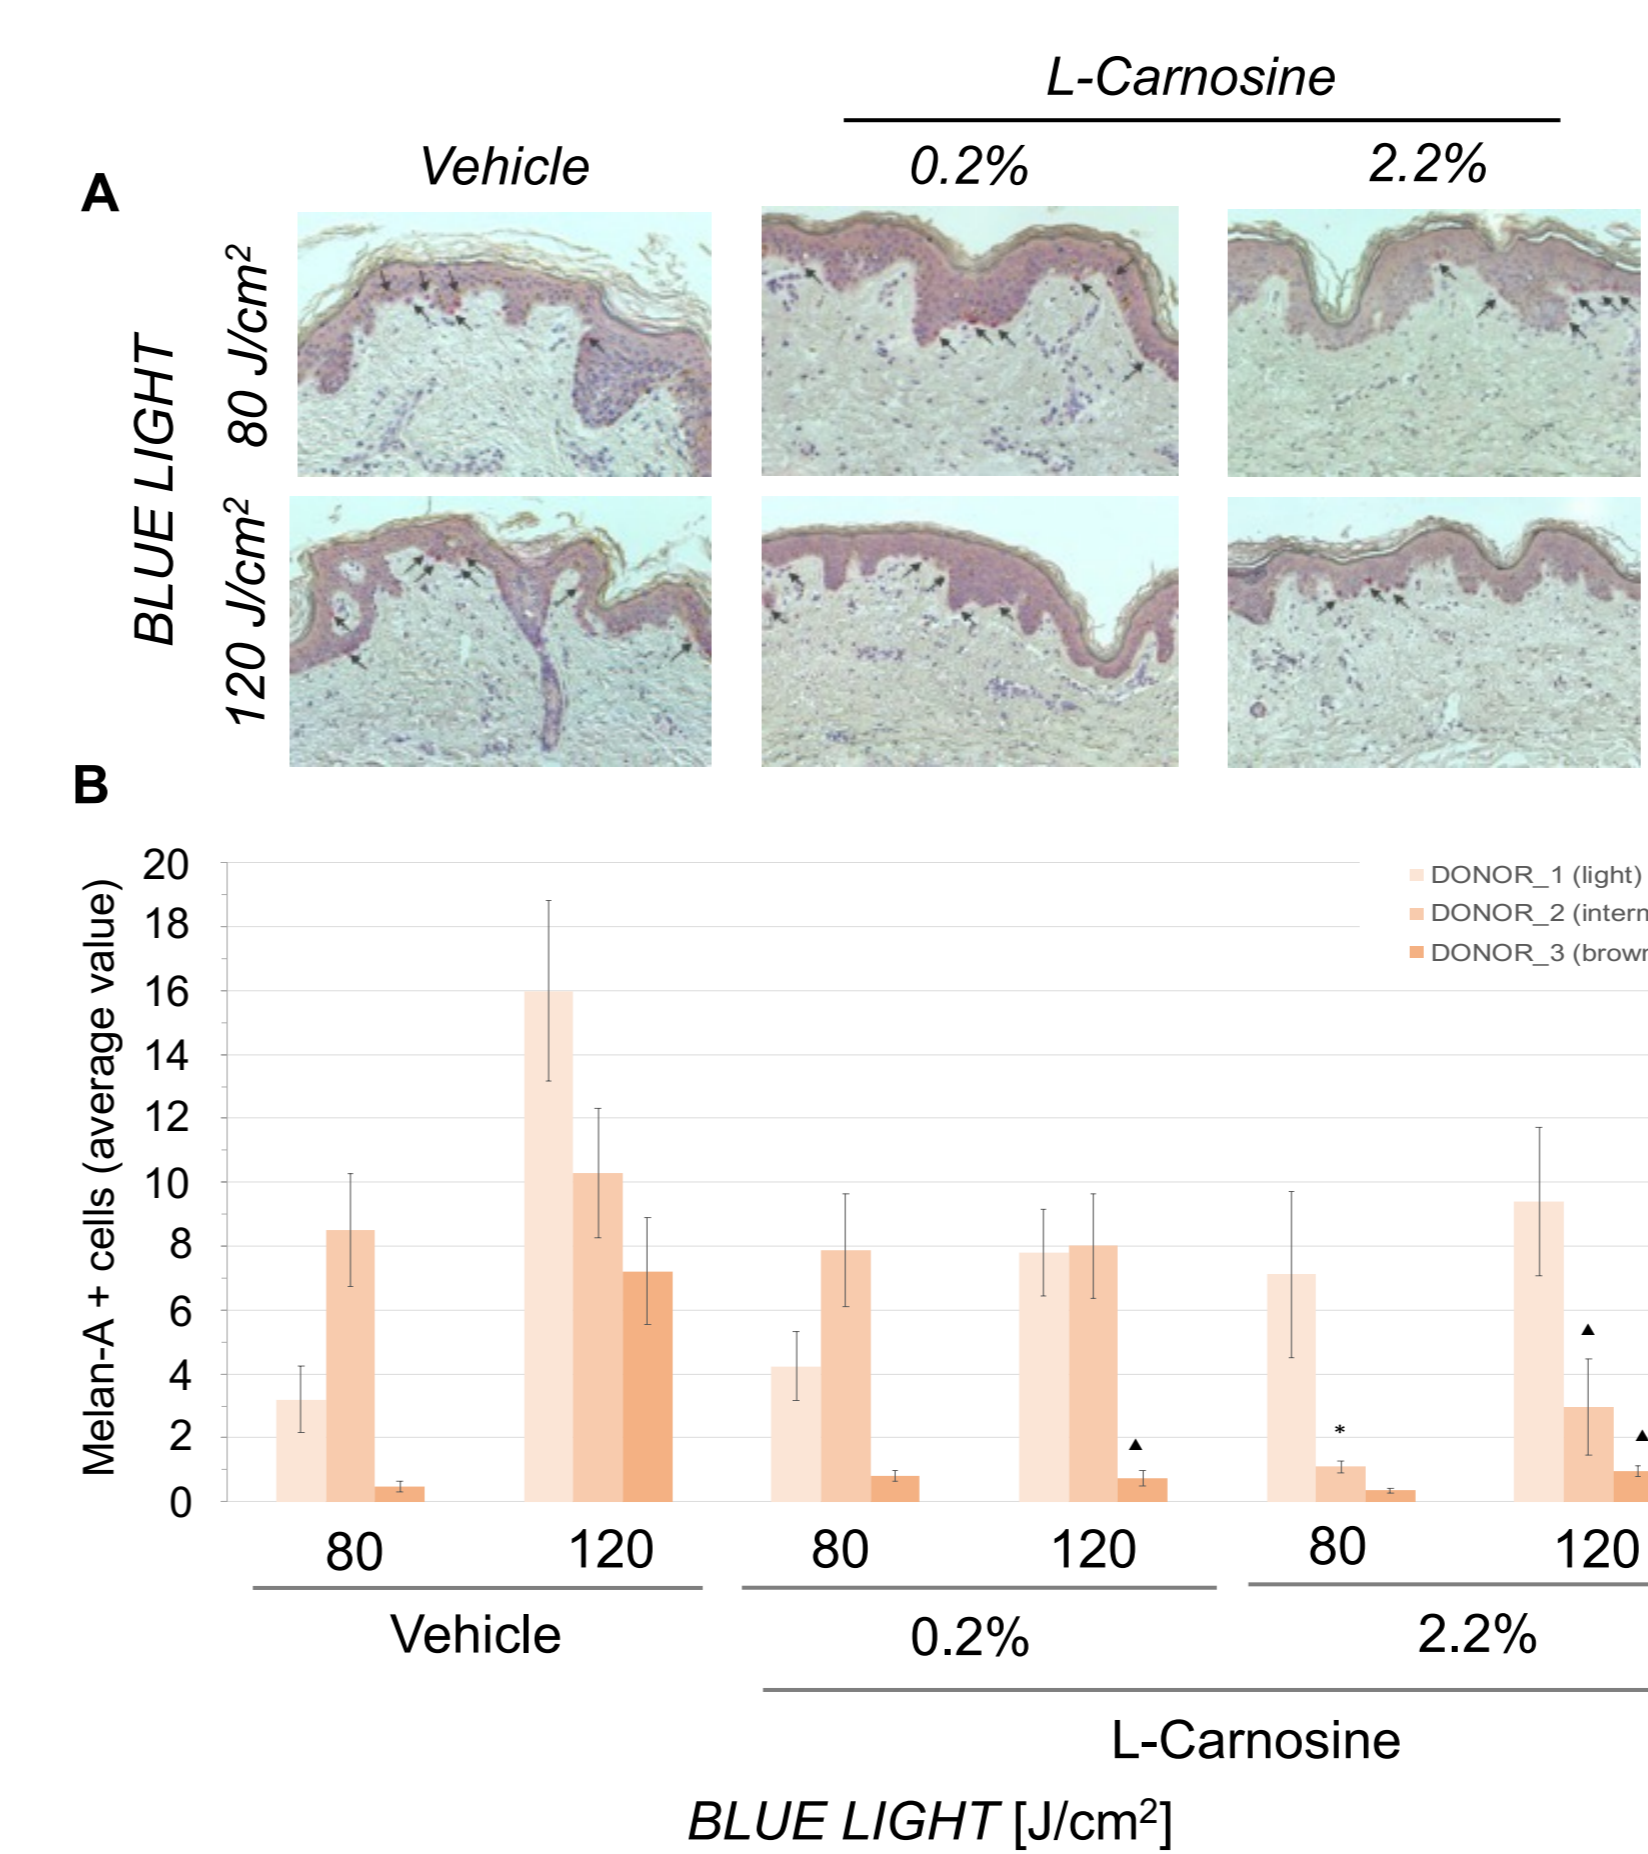 L-Carnosine
Vehicle 0.2% 2.2%
A
BLUE LIGHT
80 J/cm²
120 J/cm²
B
Melan-A + cells (average value)
20
18
16
14
12
10
8
6
4
2
0
DONOR_1 (light)
DONOR_2 (intern
DONOR_3 (brown
▲ * ▲ ▲
80 120 80 120 80 120
Vehicle 0.2% 2.2%
L-Carnosine
BLUE LIGHT [J/cm²]